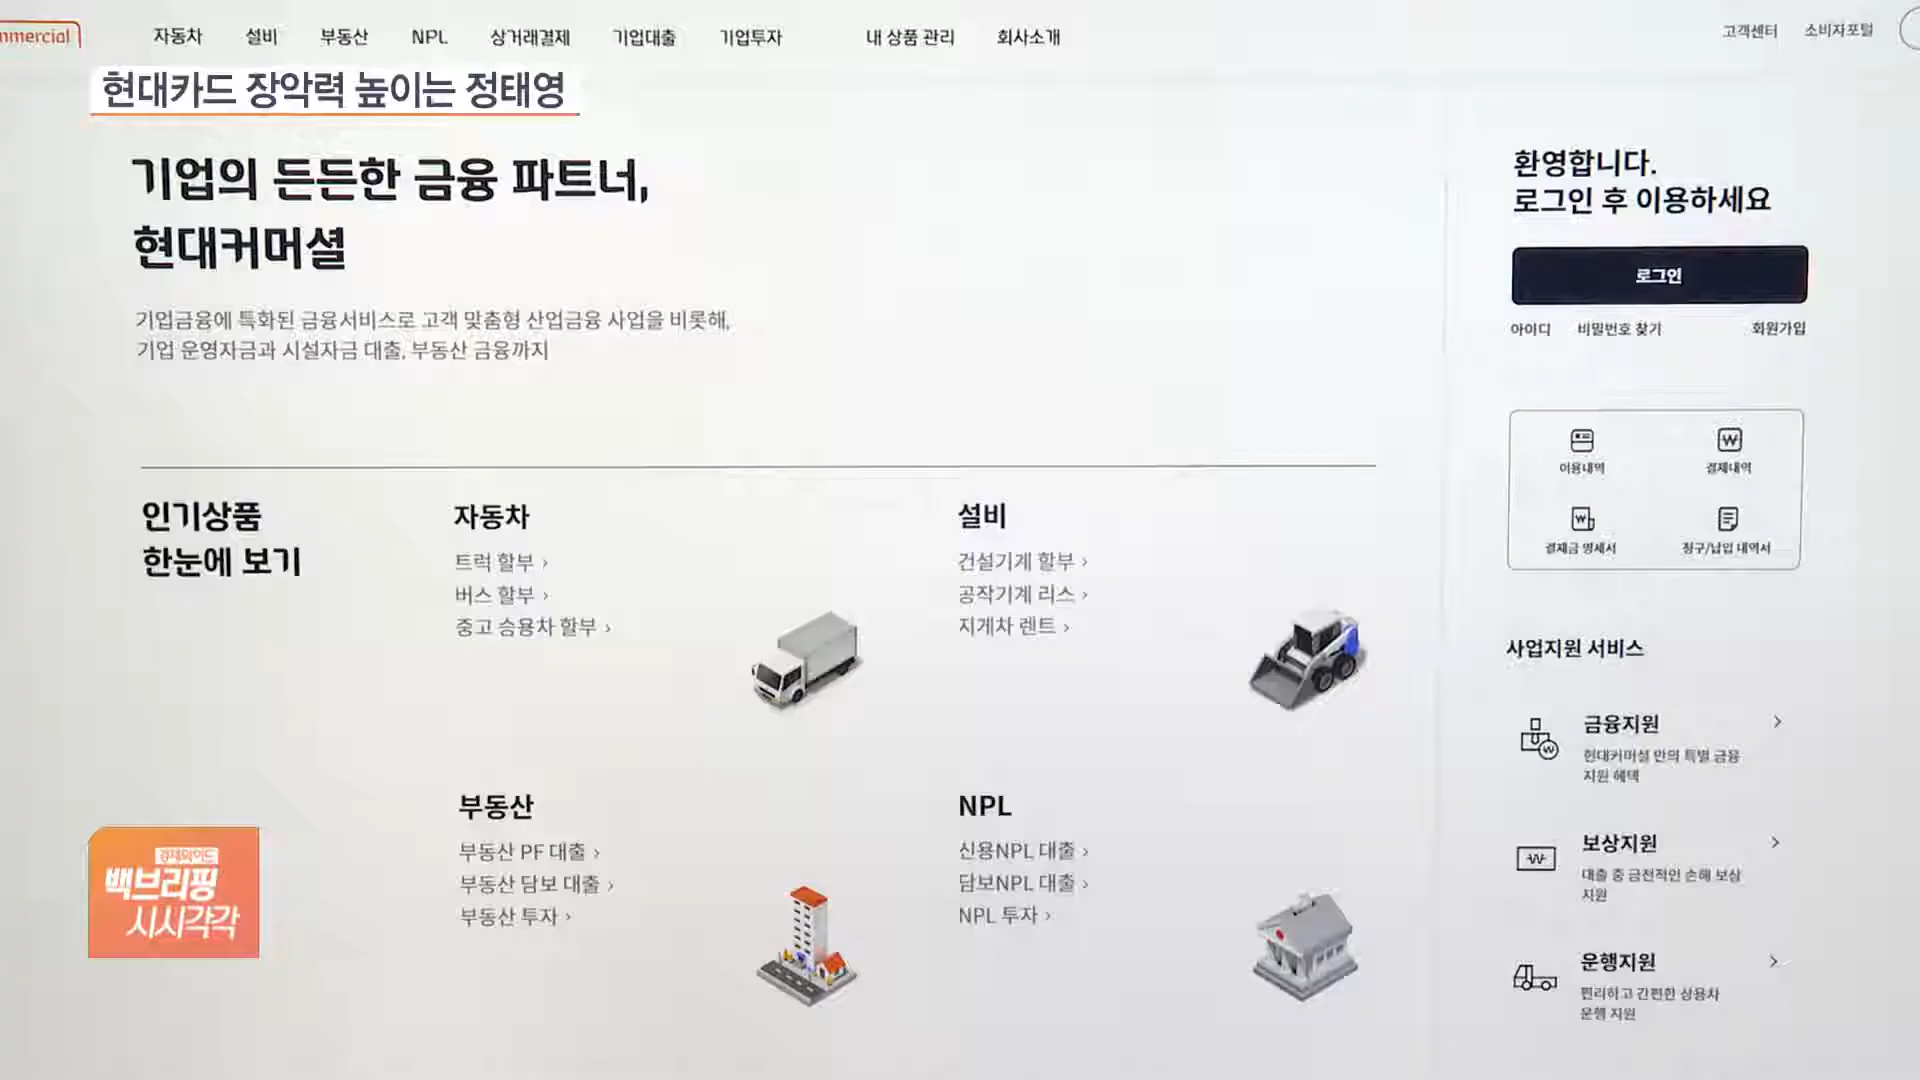 mmercial
자동차 설비 부동산 NPL 상거래결제 기업대출 기업투자 내 상품 관리 회사소개
고객센터 소비자포털
현대카드 장악력 높이는 정태영
기업의 든든한 금융 파트너,
현대커머셜
기업금융에 특화된 금융서비스로 고객 맞춤형 산업금융 사업을 비롯해,
기업 운영자금과 시설자금 대출, 부동산 금융까지
환영합니다.
로그인 후 이용하세요
로그인
아이디 비밀번호 찾기 회원가입
이용내역 결제내역
결제금 명세서 청구/납입 내역서
인기상품
한눈에 보기
자동차
트럭 할부 ›
버스 할부 ›
중고 승용차 할부 ›
설비
건설기계 할부 ›
공작기계 리스 ›
지게차 렌트 ›
부동산
부동산 PF 대출 ›
부동산 담보 대출 ›
부동산 투자 ›
NPL
신용NPL 대출 ›
담보NPL 대출 ›
NPL 투자 ›
사업지원 서비스
금융지원
현대커머셜 만의 특별 금융
지원 혜택
보상지원
대출 중 금전적인 손해 보상
지원
운행지원
편리하고 간편한 상용차
운행 지원
경제와이드
백브리핑
시시각각